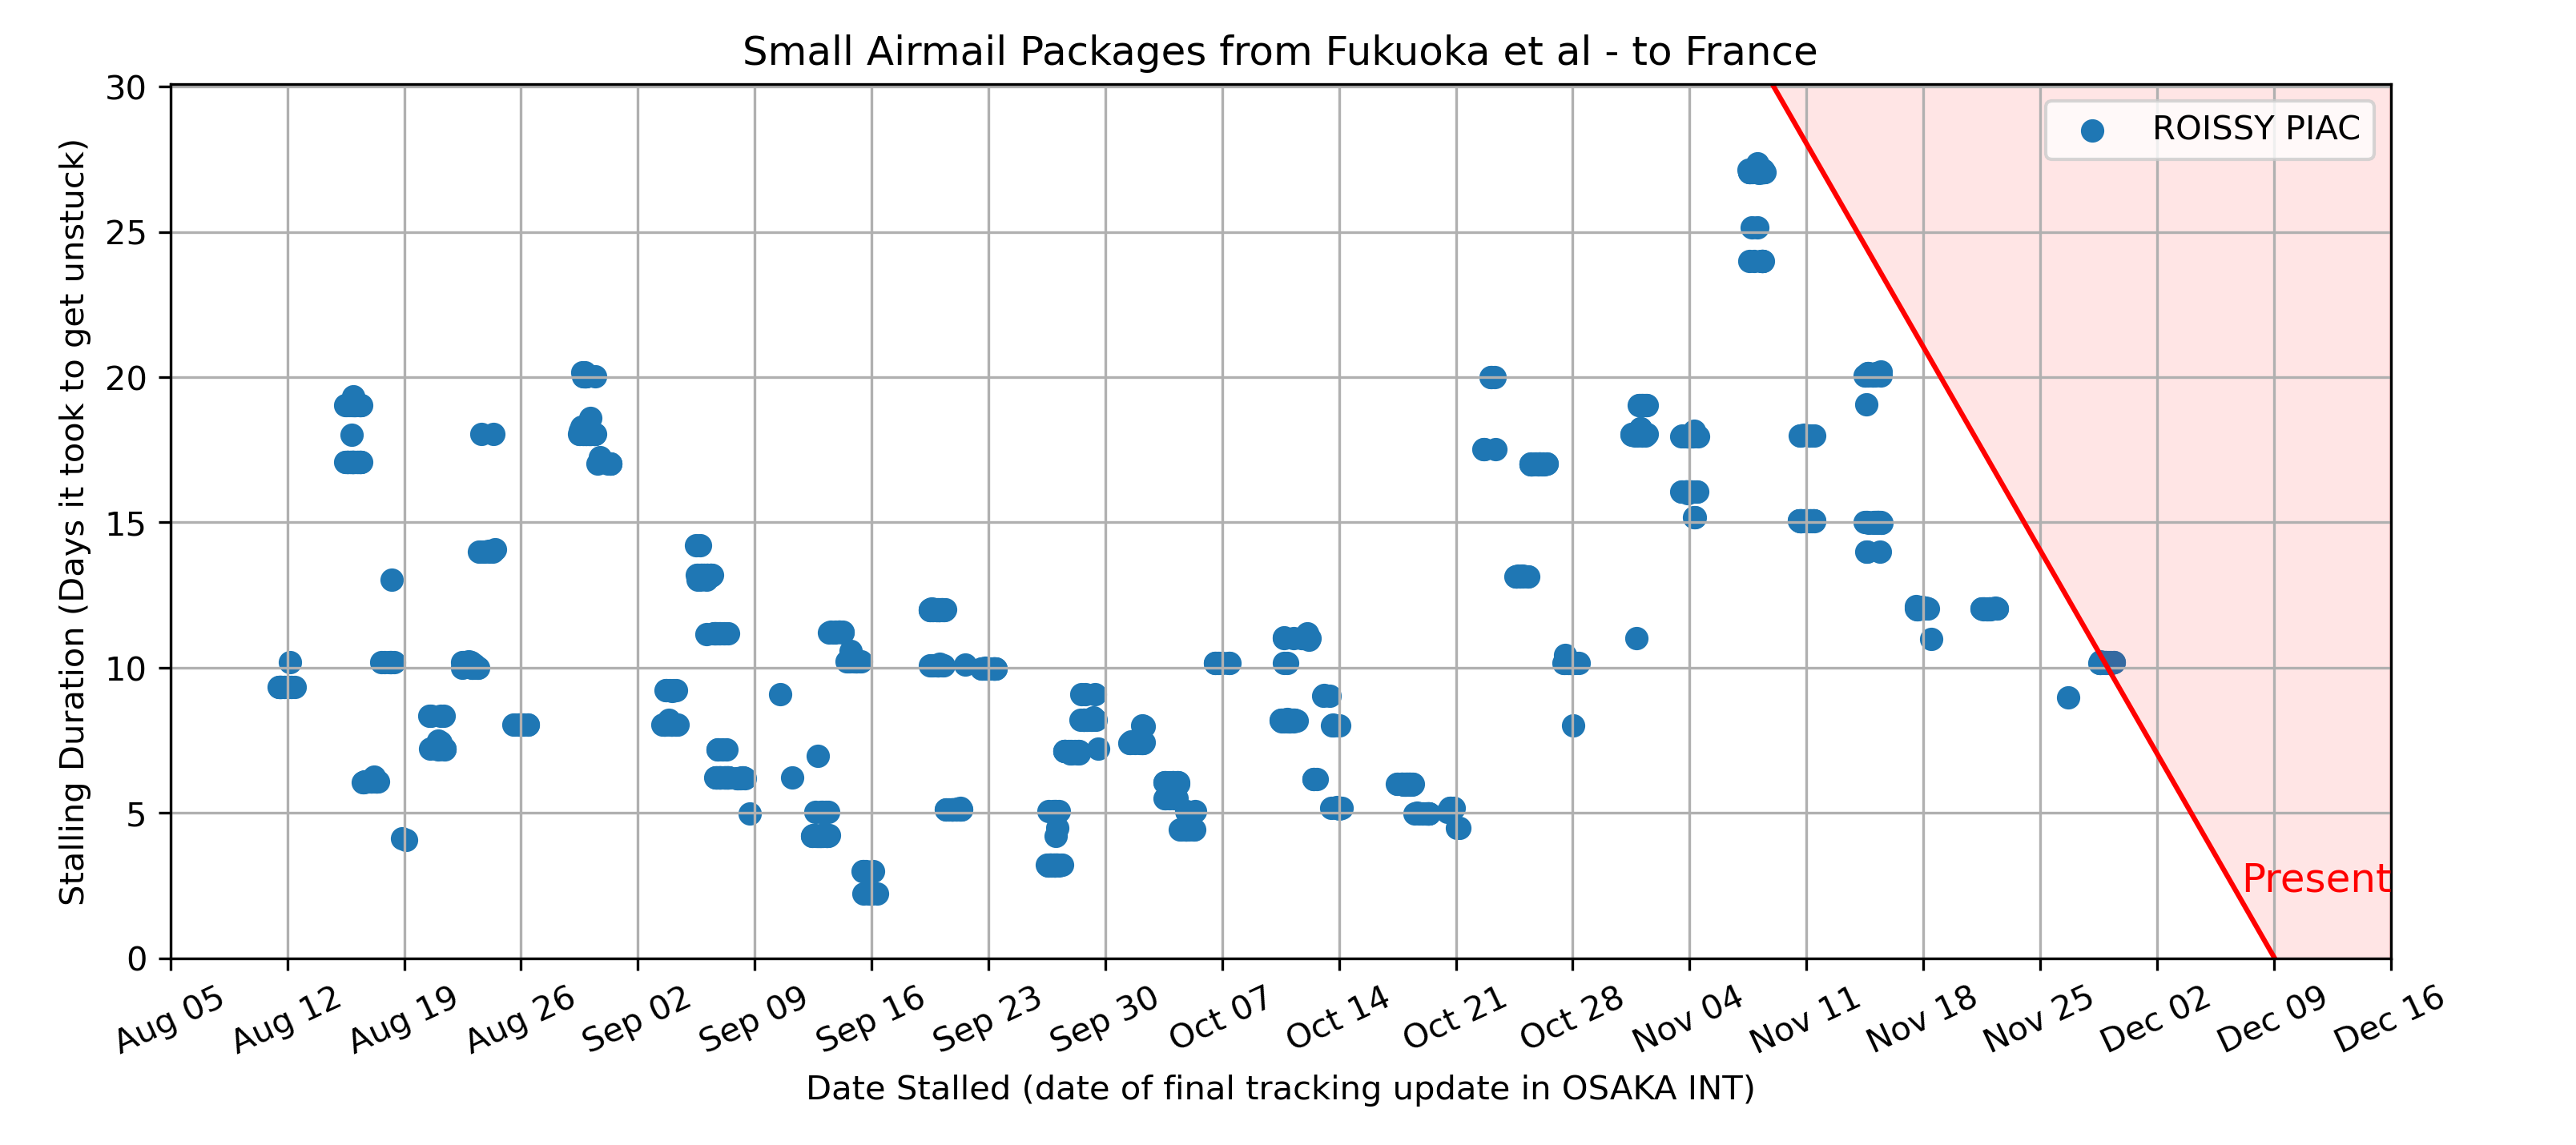 Small Airmail Packages from Fukuoka et al - to France
30
25
20
15
10
5
0
Stalling Duration (Days it took to get unstuck)
ROISSY PIAC
Present
Aug 05
Aug 12
Aug 19
Aug 26
Sep 02
Sep 09
Sep 16
Sep 23
Sep 30
Oct 07
Oct 14
Oct 21
Oct 28
Nov 04
Nov 11
Nov 18
Nov 25
Dec 02
Dec 09
Dec 16
Date Stalled (date of final tracking update in OSAKA INT)